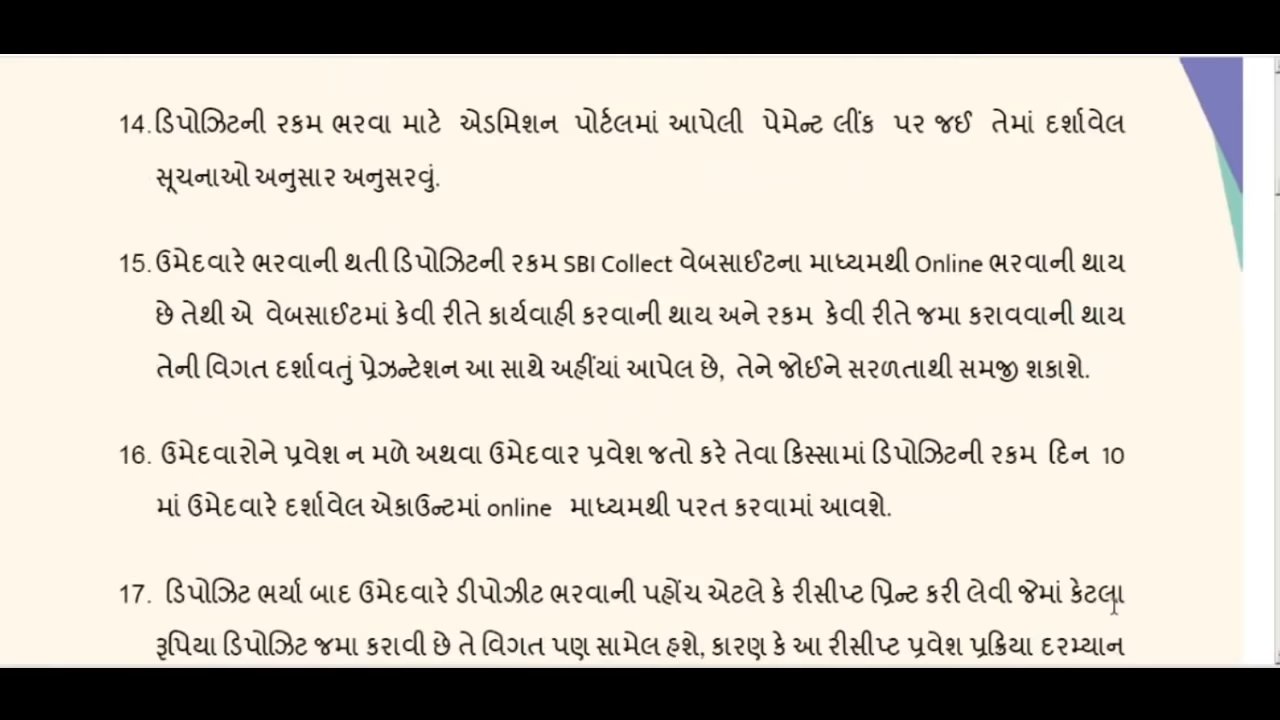 14. ડિપોઝિટની રકમ ભરવા માટે એડમિશન પોર્ટલમાં આપેલી પેમેન્ટ લીંક પર જઈ તેમાં દર્શાવેલ
સૂચનાઓ અનુસાર અનુસરવું.
15. ઉમેદવારે ભરવાની થતી ડિપોઝિટની રકમ SBI Collect વેબસાઈટના માધ્યમથી Online ભરવાની થાય
છે તેથી એ વેબસાઈટમાં કેવી રીતે કાર્યવાહી કરવાની થાય અને રકમ કેવી રીતે જમા કરાવવાની થાય
તેની વિગત દર્શાવતું પ્રેઝન્ટેશન આ સાથે અહીંયાં આપેલ છે, તેને જોઈને સરળતાથી સમજી શકાશે.
16. ઉમેદવારોને પ્રવેશ ન મળે અથવા ઉમેદવાર પ્રવેશ જતો કરે તેવા કિસ્સામાં ડિપોઝિટની રકમ દિન 10
માં ઉમેદવારે દર્શાવેલ એકાઉન્ટમાં online માધ્યમથી પરત કરવામાં આવશે.
17. ડિપોઝિટ ભર્યા બાદ ઉમેદવારે ડીપોઝીટ ભરવાની પહોંચ એટલે કે રીસીપ્ટ પ્રિન્ટ કરી લેવી જેમાં કેટલા
રૂપિયા ડિપોઝિટ જમા કરાવી છે તે વિગત પણ સામેલ હશે, કારણ કે આ રીસીપ્ટ પ્રવેશ પ્રક્રિયા દરમ્યાન